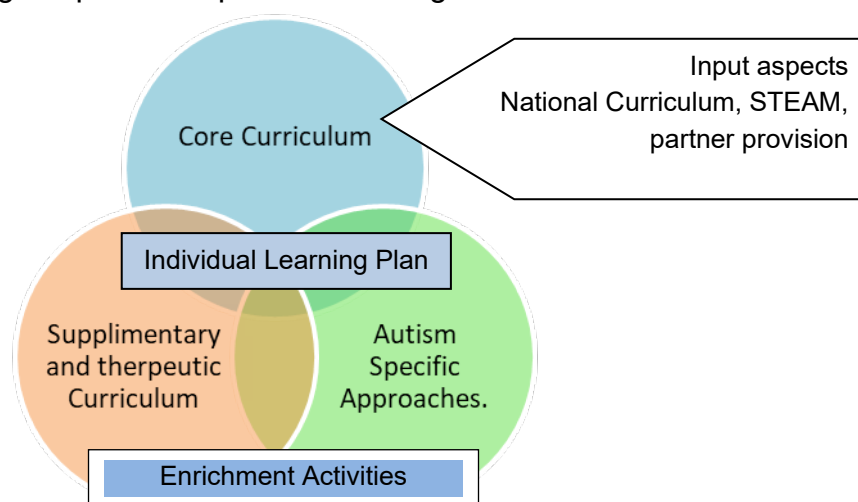 Input aspects
National Curriculum, STEAM,
partner provision
Core Curriculum
Individual Learning Plan
Supplimentary
and therpeutic
Curriculum
Autism
Specific
Approaches.
Enrichment Activities